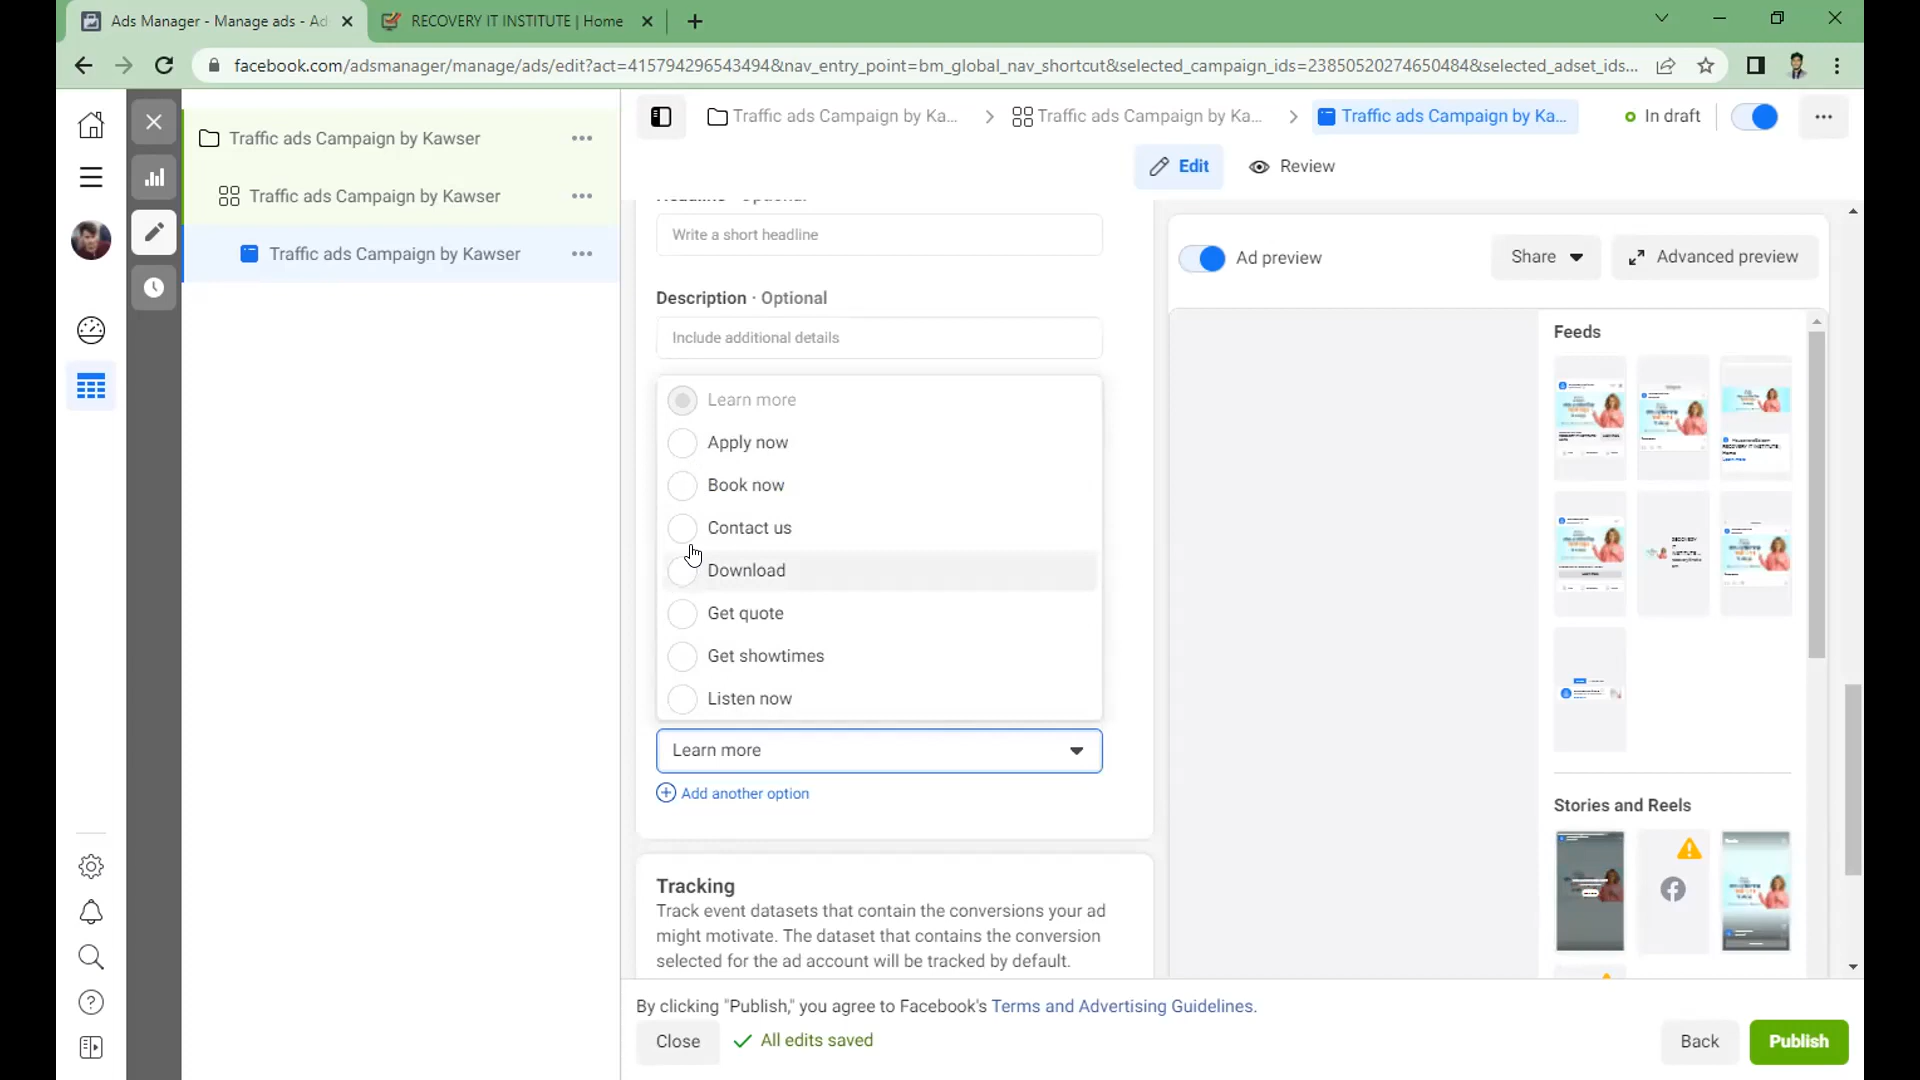 Ads Manager - Manage ads - Ad
RECOVERY IT INSTITUTE | Home
facebook.com/adsmanager/manage/ads/edit?act=415794296543494&nav_entry_point=bm_global_nav_shortcut&selected_campaign_ids=23850520274650484&selected_adset_ids...
Traffic ads Campaign by Kawser
Traffic ads Campaign by Kawser
Traffic ads Campaign by Kawser
Traffic ads Campaign by Ka...
Traffic ads Campaign by Ka...
Traffic ads Campaign by Ka...
In draft
Edit
Review
Headline · Optional
Write a short headline
Description · Optional
Include additional details
Learn more
Apply now
Book now
Contact us
Download
Get quote
Get showtimes
Listen now
Learn more
Add another option
Tracking
Track event datasets that contain the conversions your ad
might motivate. The dataset that contains the conversion
selected for the ad account will be tracked by default.
Ad preview
Share
Advanced preview
Feeds
Stories and Reels
By clicking "Publish," you agree to Facebook's Terms and Advertising Guidelines.
Close
All edits saved
Back
Publish